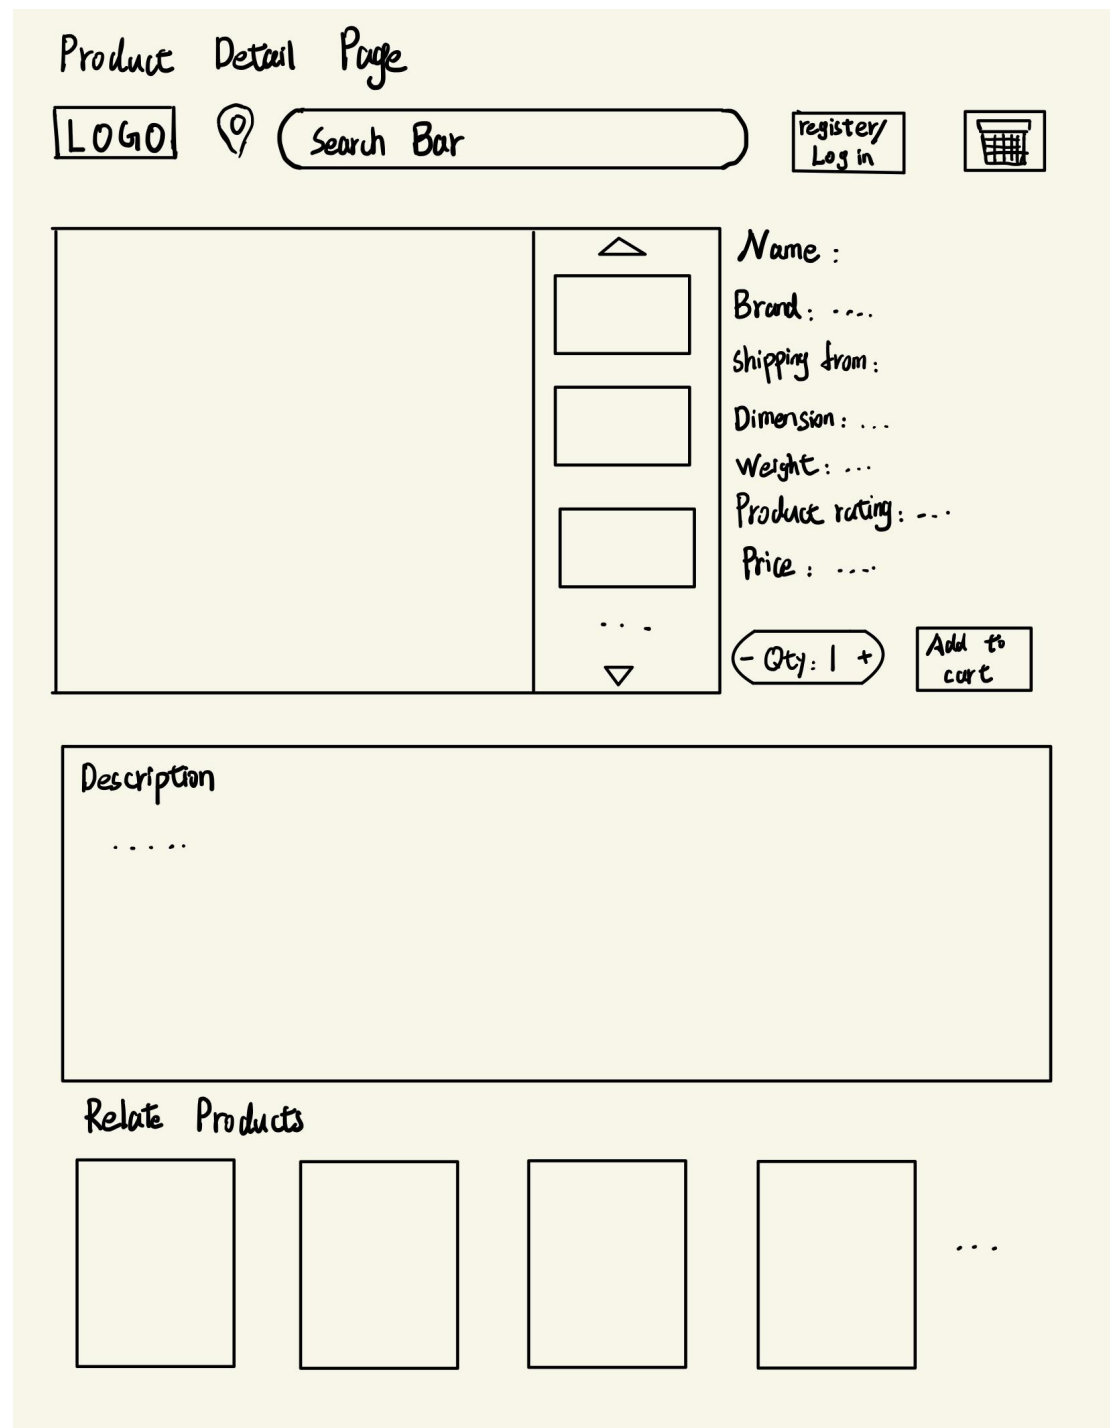 Product Detail Page
LOGO
Search Bar
register/
Log in
Name :
Brand: ....
shipping from:
Dimension: ...
Weight: ...
Product rating: ...
Price: ....
...
- Qty: 1 +
Add to
cart
Description
.....
Relate Products
...